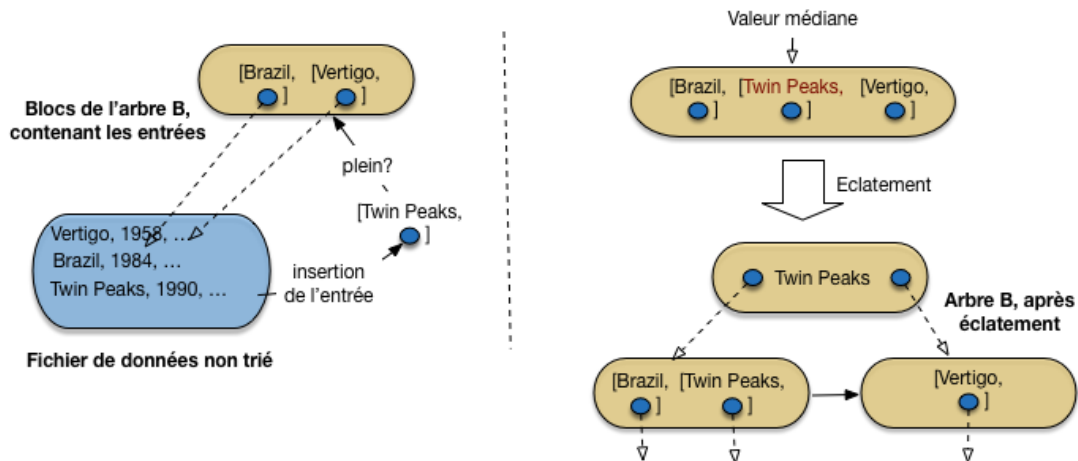 [Brazil, [Vertigo,
] ]
Blocs de l'arbre B,
contenant les entrées
plein?
[Twin Peaks,
]
Vertigo, 1958, ...
Brazil, 1984, ...
Twin Peaks, 1990, ...
insertion
de l'entrée
Fichier de données non trié
Valeur médiane
[Brazil, [Twin Peaks, [Vertigo,
] ] ]
Eclatement
Twin Peaks
Arbre B, après
éclatement
[Brazil, [Twin Peaks,
] ]
[Vertigo,
]